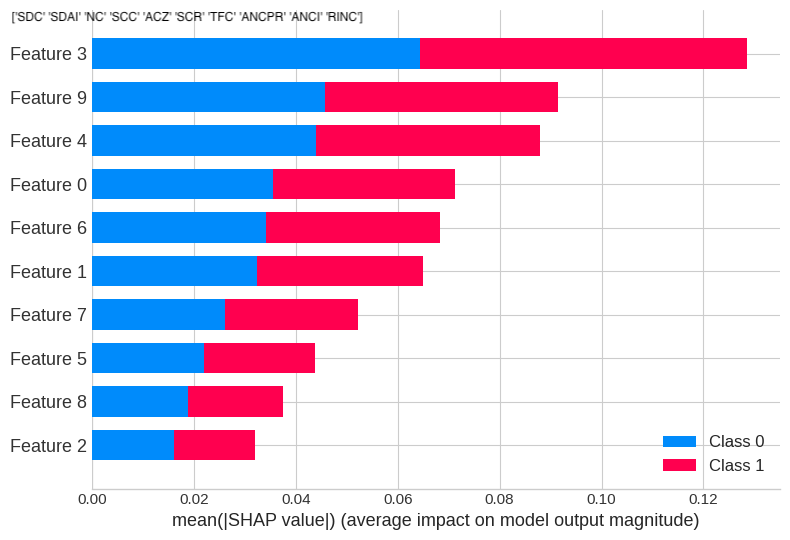 ['SDC' 'SDAI' 'NC' 'SCC' 'ACZ' 'SCR' 'TFC' 'ANCPR' 'ANCI' 'RINC']
Feature 3
Feature 9
Feature 4
Feature 0
Feature 6
Feature 1
Feature 7
Feature 5
Feature 8
Feature 2
Class 0
Class 1
0.00 0.02 0.04 0.06 0.08 0.10 0.12
mean(|SHAP value|) (average impact on model output magnitude)